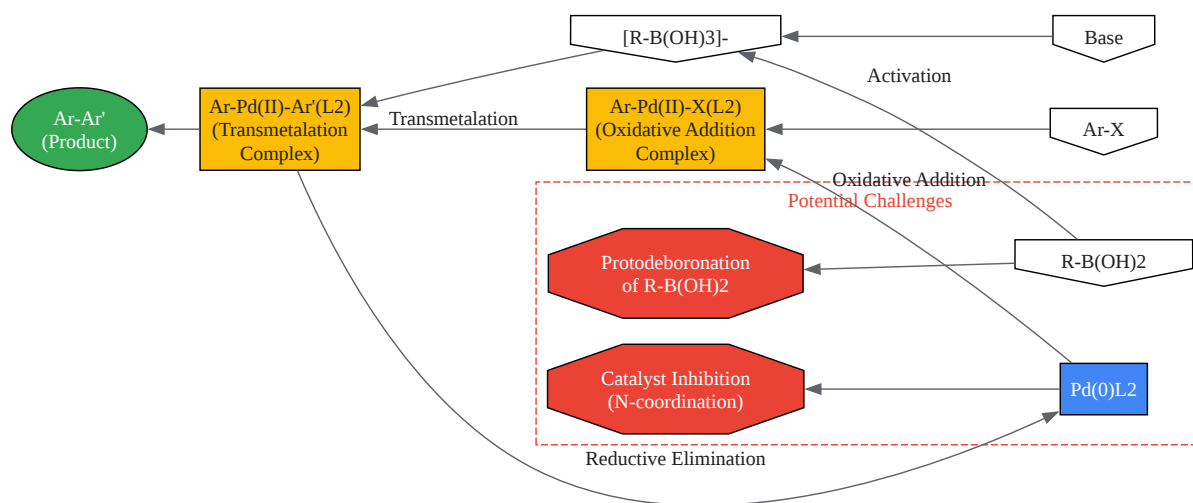 [R-B(OH)3]-
Base
Activation
Ar-Ar'
(Product)
Ar-Pd(II)-Ar'(L2)
(Transmetalation
Complex)
Transmetalation
Ar-Pd(II)-X(L2)
(Oxidative Addition
Complex)
Ar-X
Oxidative Addition
Potential Challenges
Protodeboronation
of R-B(OH)2
R-B(OH)2
Catalyst Inhibition
(N-coordination)
Pd(0)L2
Reductive Elimination